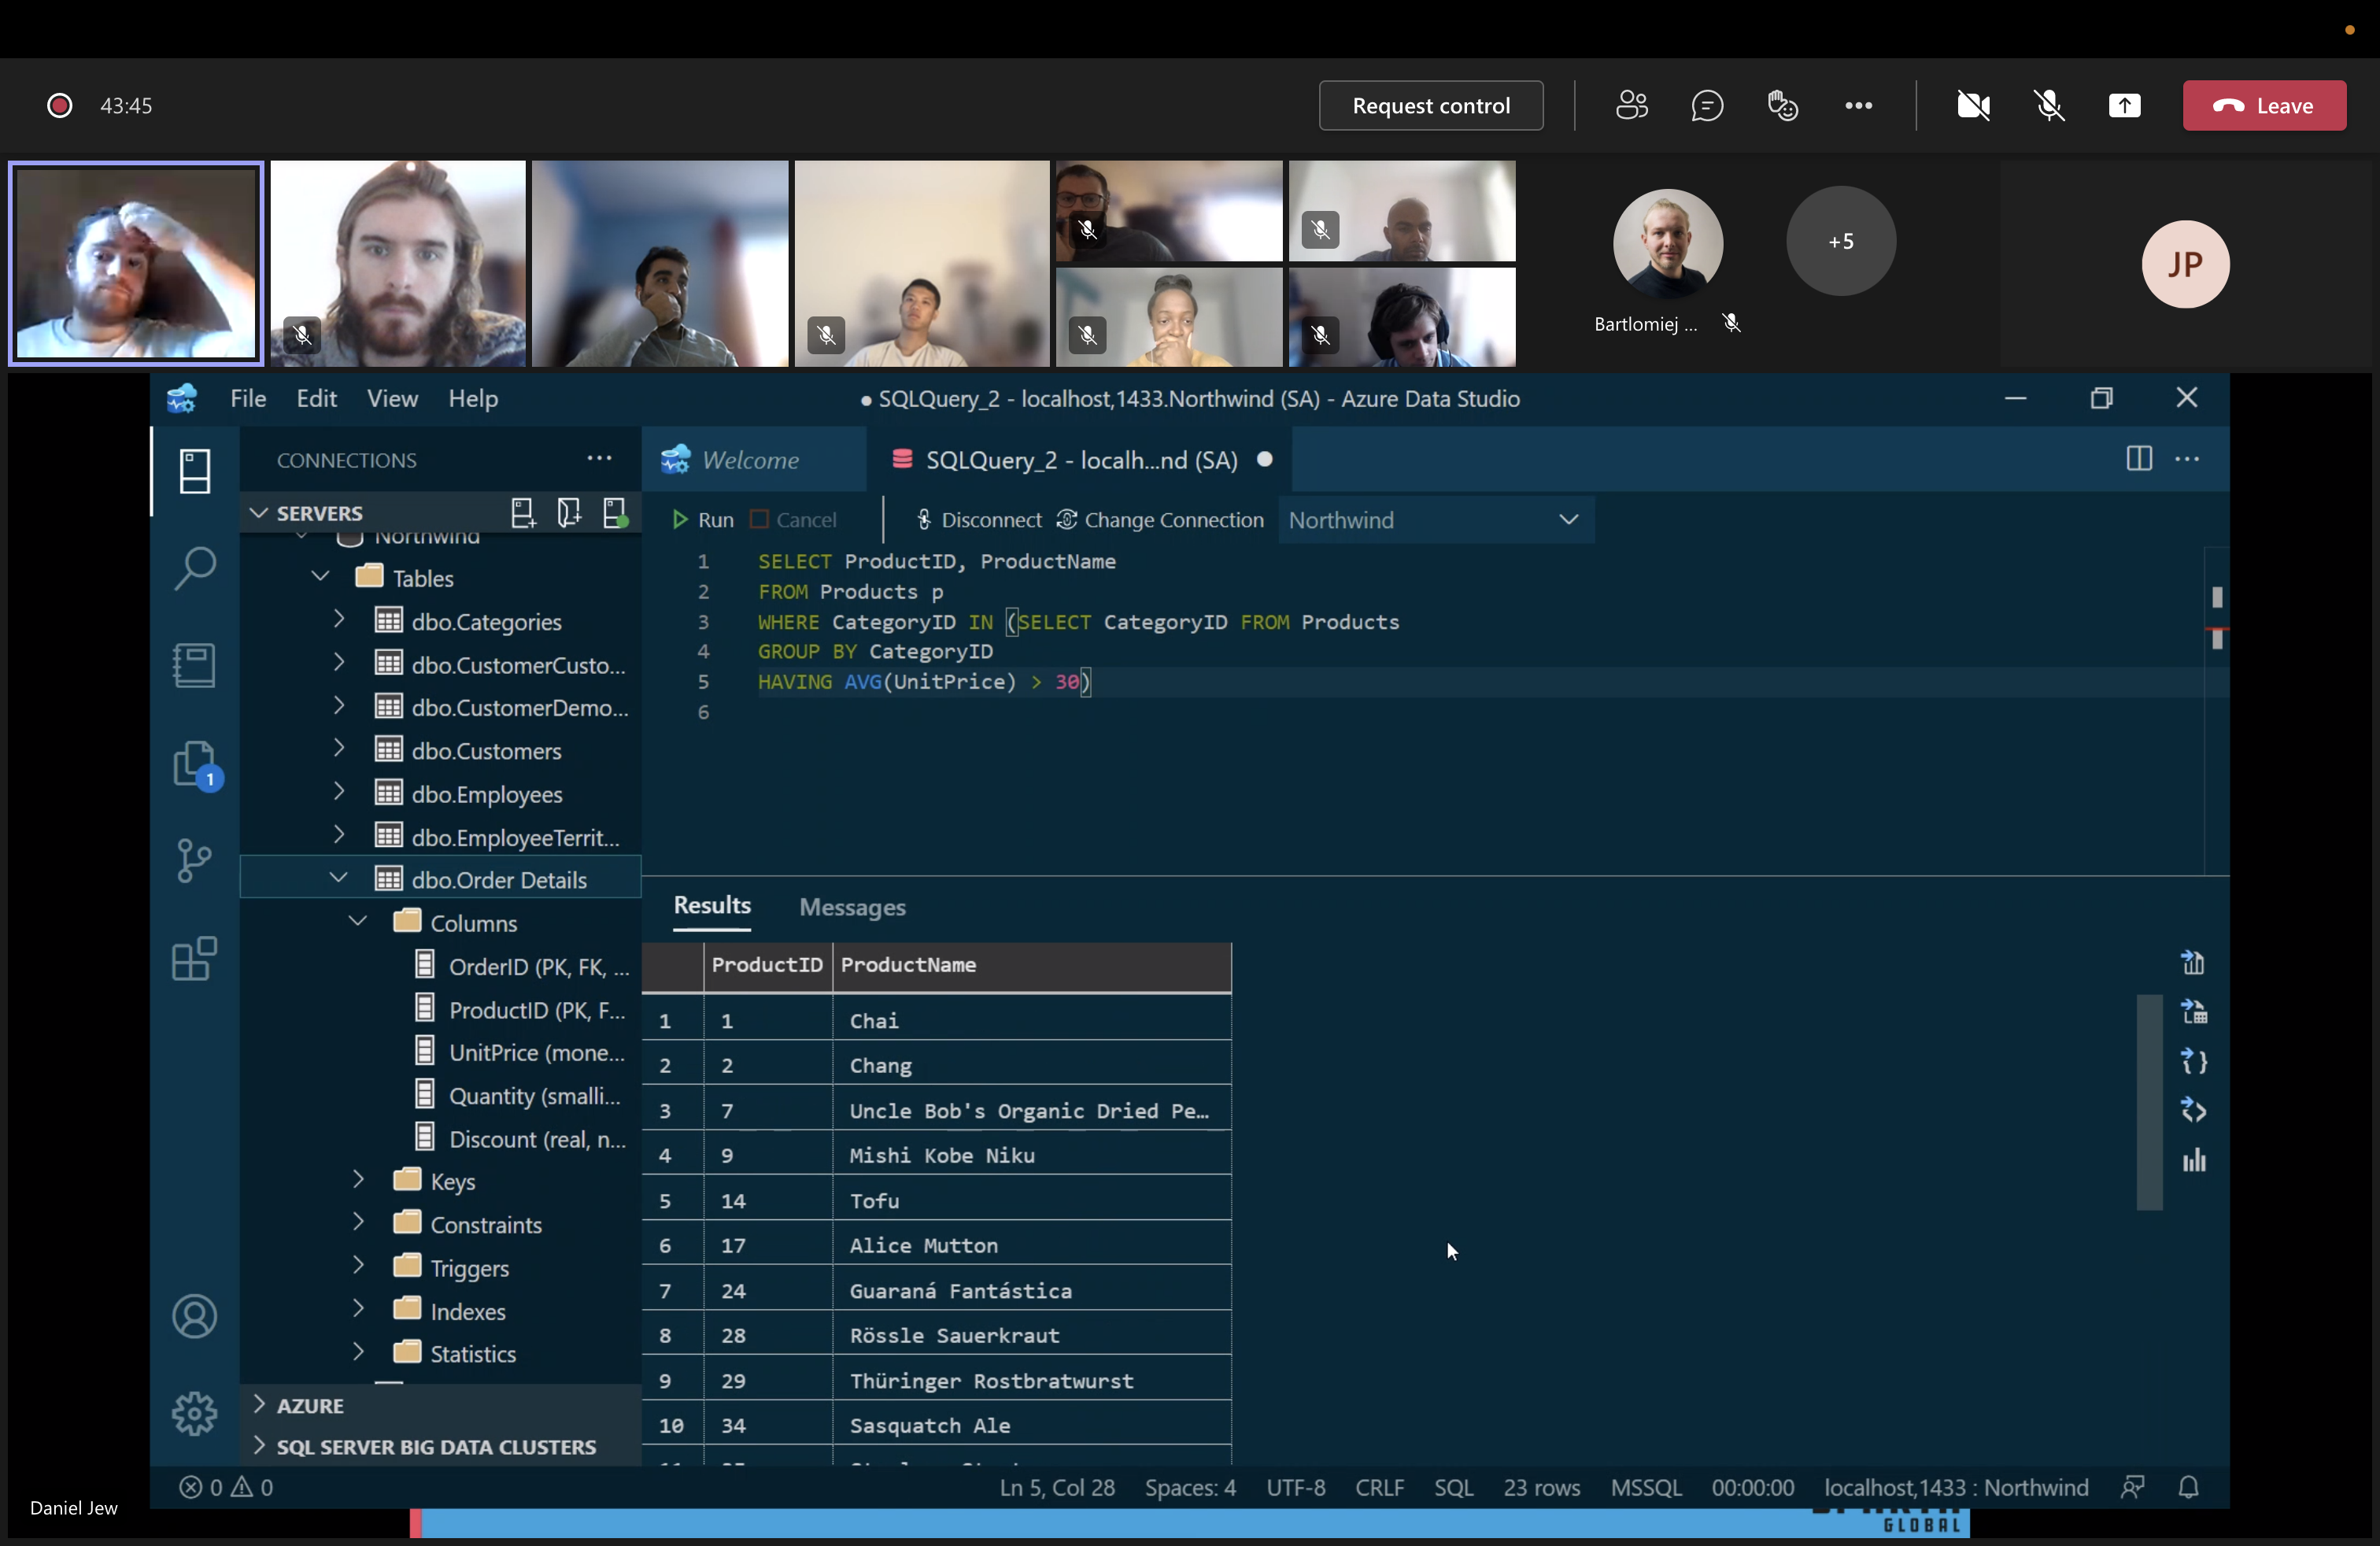 43:45
Request control
Leave
+5
Bartlomiej ...
JP
File Edit View Help
● SQLQuery_2 - localhost,1433.Northwind (SA) - Azure Data Studio
CONNECTIONS
Welcome
SQLQuery_2 - localh...nd (SA)
SERVERS
Run Cancel Disconnect Change Connection Northwind
Northwind
Tables
dbo.Categories
dbo.CustomerCusto...
dbo.CustomerDemo...
dbo.Customers
dbo.Employees
dbo.EmployeeTerrit...
dbo.Order Details
Columns
OrderID (PK, FK, ...
ProductID (PK, F...
UnitPrice (mone...
Quantity (smalli...
Discount (real, n...
Keys
Constraints
Triggers
Indexes
Statistics
AZURE
SQL SERVER BIG DATA CLUSTERS
1
1 SELECT ProductID, ProductName
2 FROM Products p
3 WHERE CategoryID IN (SELECT CategoryID FROM Products
4 GROUP BY CategoryID
5 HAVING AVG(UnitPrice) > 30)
6
Results Messages
ProductID ProductName
1 1 Chai
2 2 Chang
3 7 Uncle Bob's Organic Dried Pe…
4 9 Mishi Kobe Niku
5 14 Tofu
6 17 Alice Mutton
7 24 Guaraná Fantástica
8 28 Rössle Sauerkraut
9 29 Thüringer Rostbratwurst
10 34 Sasquatch Ale
0 0
Ln 5, Col 28 Spaces: 4 UTF-8 CRLF SQL 23 rows MSSQL 00:00:00 localhost,1433 : Northwind
Daniel Jew
GLOBAL